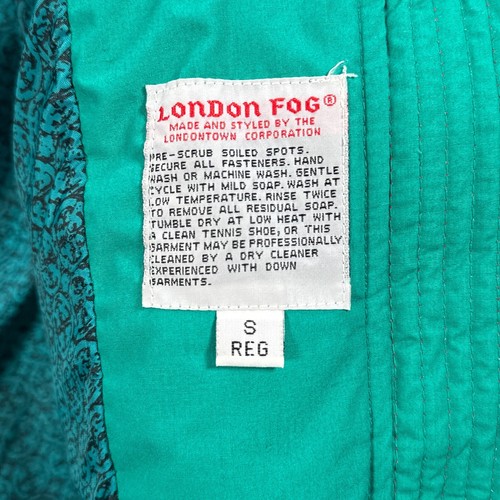 LONDON FOG®
MADE AND STYLED BY THE
LONDONTOWN CORPORATION
PRE-SCRUB SOILED SPOTS.
SECURE ALL FASTENERS. HAND
WASH OR MACHINE WASH. GENTLE
CYCLE WITH MILD SOAP. WASH AT
LOW TEMPERATURE. RINSE TWICE
TO REMOVE ALL RESIDUAL SOAP.
TUMBLE DRY AT LOW HEAT WITH
A CLEAN TENNIS SHOE, OR THIS
GARMENT MAY BE PROFESSIONALLY
CLEANED BY A DRY CLEANER
EXPERIENCED WITH DOWN
GARMENTS.
S
REG